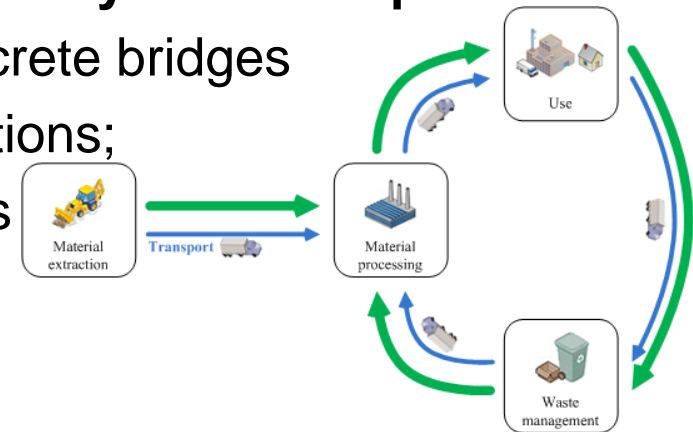 crete bridges
tions;
s
Use
Material
extraction
Transport
Material
processing
Waste
management